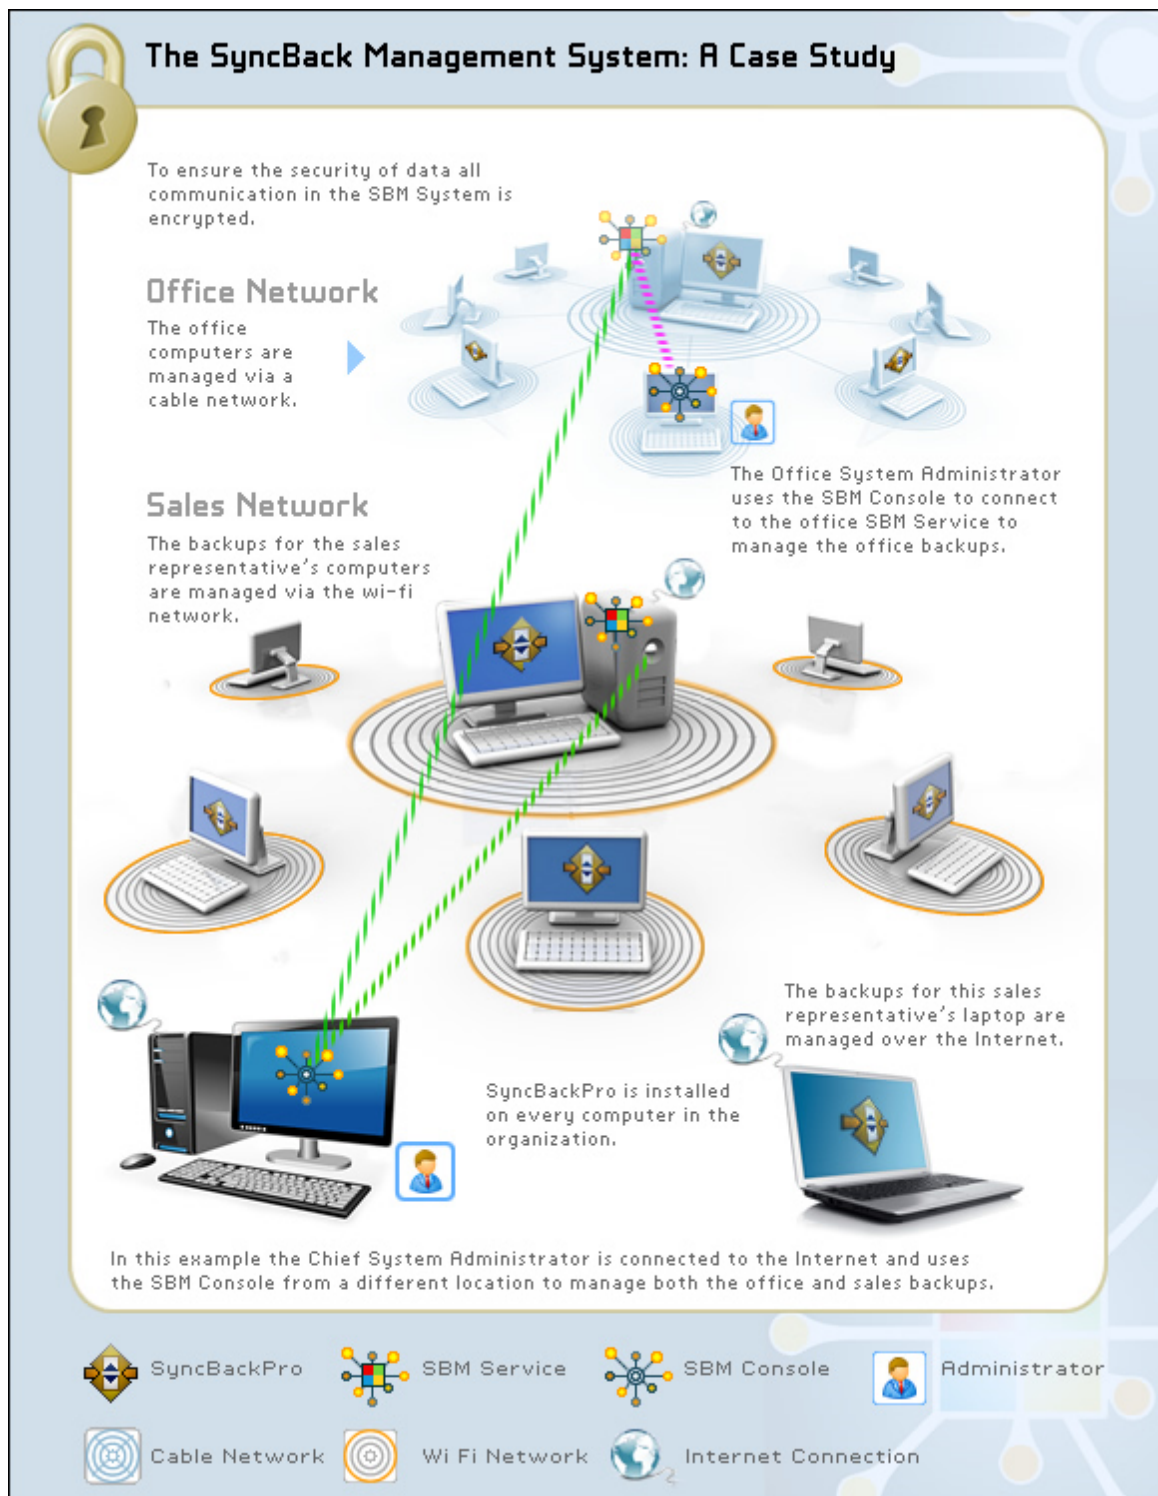 The SyncBack Management System: A Case Study
To ensure the security of data all
communication in the SBM System is
encrypted.
Office Network
The office
computers are
managed via a
cable network.
The Office System Administrator
uses the SBM Console to connect
to the office SBM Service to
manage the office backups.
Sales Network
The backups for the sales
representative's computers
are managed via the wi-fi
network.
The backups for this sales
representative's laptop are
managed over the Internet.
SyncBackPro is installed
on every computer in the
organization.
In this example the Chief System Administrator is connected to the Internet and uses
the SBM Console from a different location to manage both the office and sales backups.
SyncBackPro
SBM Service
SBM Console
Administrator
Cable Network
Wi Fi Network
Internet Connection